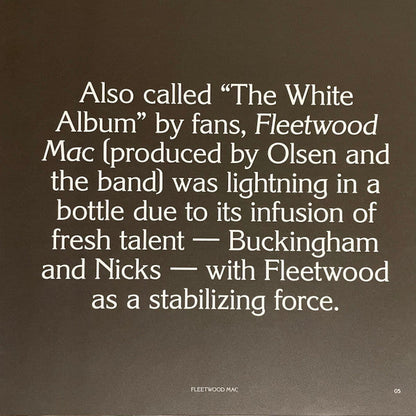 Also called “The White
Album” by fans, Fleetwood
Mac (produced by Olsen and
the band) was lightning in a
bottle due to its infusion of
fresh talent — Buckingham
and Nicks — with Fleetwood
as a stabilizing force.
FLEETWOOD MAC
05